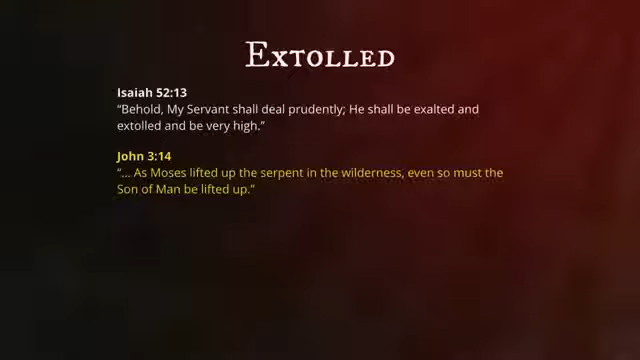 Extolled
Isaiah 52:13
“Behold, My Servant shall deal prudently; He shall be exalted and
extolled and be very high.”
John 3:14
“... As Moses lifted up the serpent in the wilderness, even so must the
Son of Man be lifted up.”